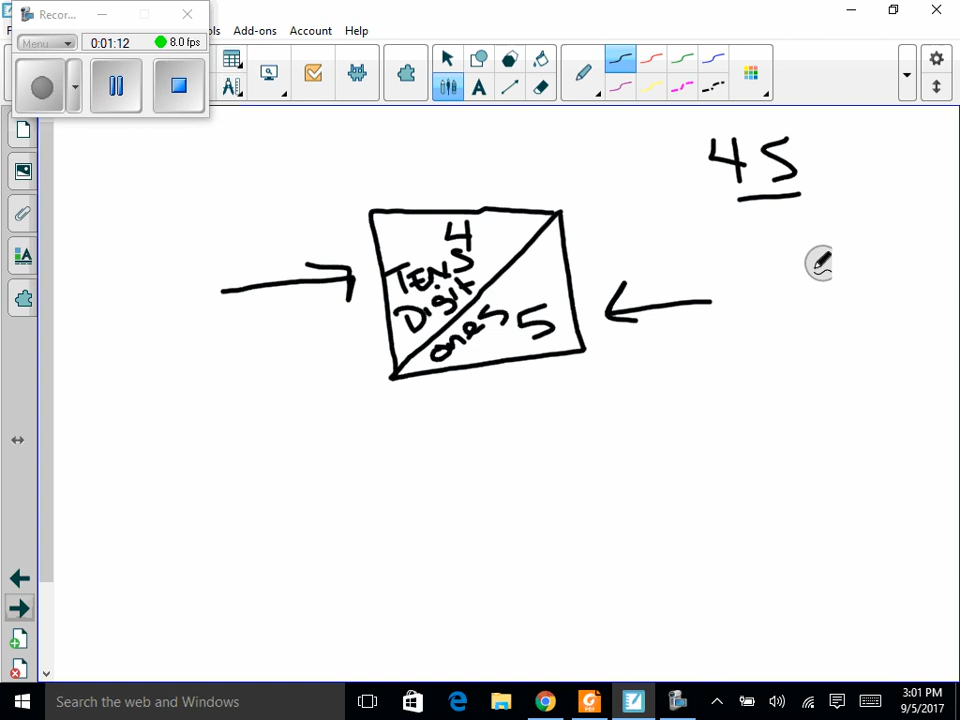 Recor...
Menu
0:01:12
8.0 fps
ols Add-ons Account Help
45
4
TENS
Digit
ones 5
Search the web and Windows
3:01 PM
9/5/2017